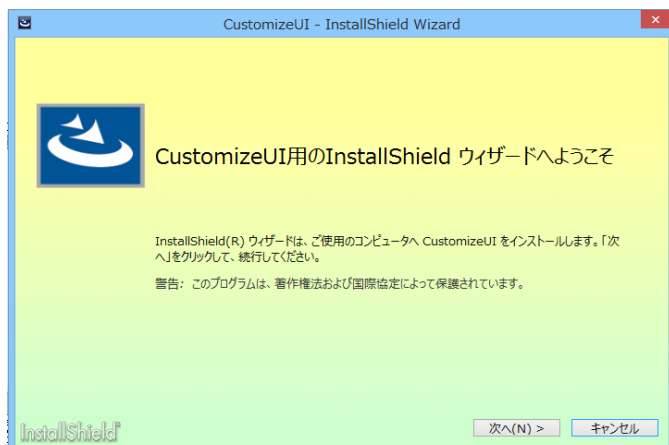 CustomizeUI - InstallShield Wizard
CustomizeUI用のInstallShield ウィザードへようこそ
InstallShield(R) ウィザードは、ご使用のコンピュータへ CustomizeUI をインストールします。「次
へ」をクリックして、続行してください。
警告: このプログラムは、著作権法および国際協定によって保護されています。
InstallShield
次へ(N) >
キャンセル